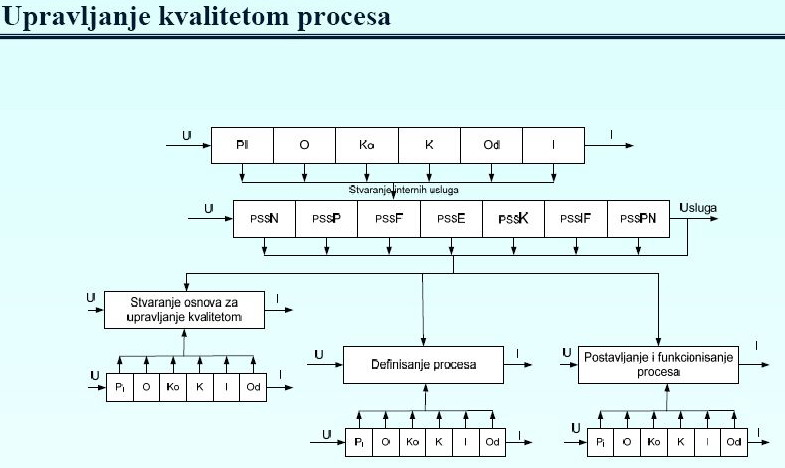 Upravljanje kvalitetom procesa
U Pl O Ko K Od I I
Stvaranje internih usluga
U PSSN PSSP PSSF PSSE PSSK PSSIF PSSPN Usluga
U Stvaranje osnova za I
upravljanje kvalitetom
U Pi O Ko K I Od I
U Definisanje procesa I
U Pi O Ko K I Od I
U Postavljanje i funkcionisanje I
procesa
U Pi O Ko K I Od I